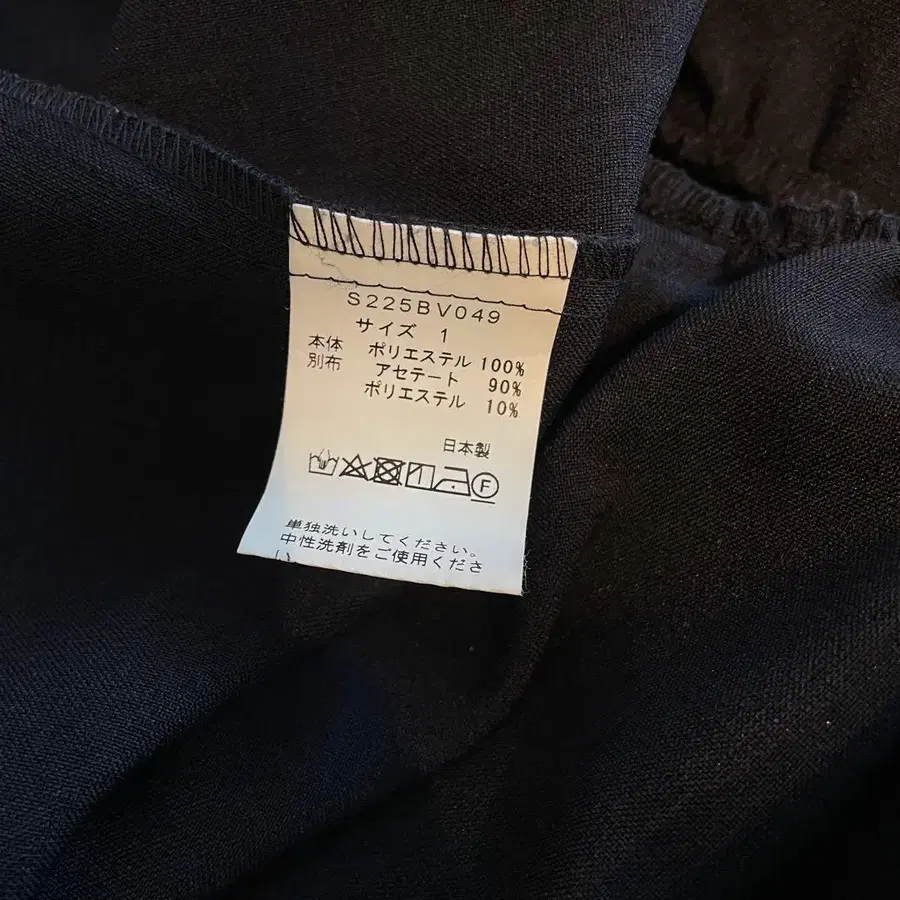 S225BV049
サイズ 1
本体 ポリエステル 100%
別布 アセテート 90%
ポリエステル 10%
日本製
F
単独洗いしてください。
中性洗剤をご使用くださ
い